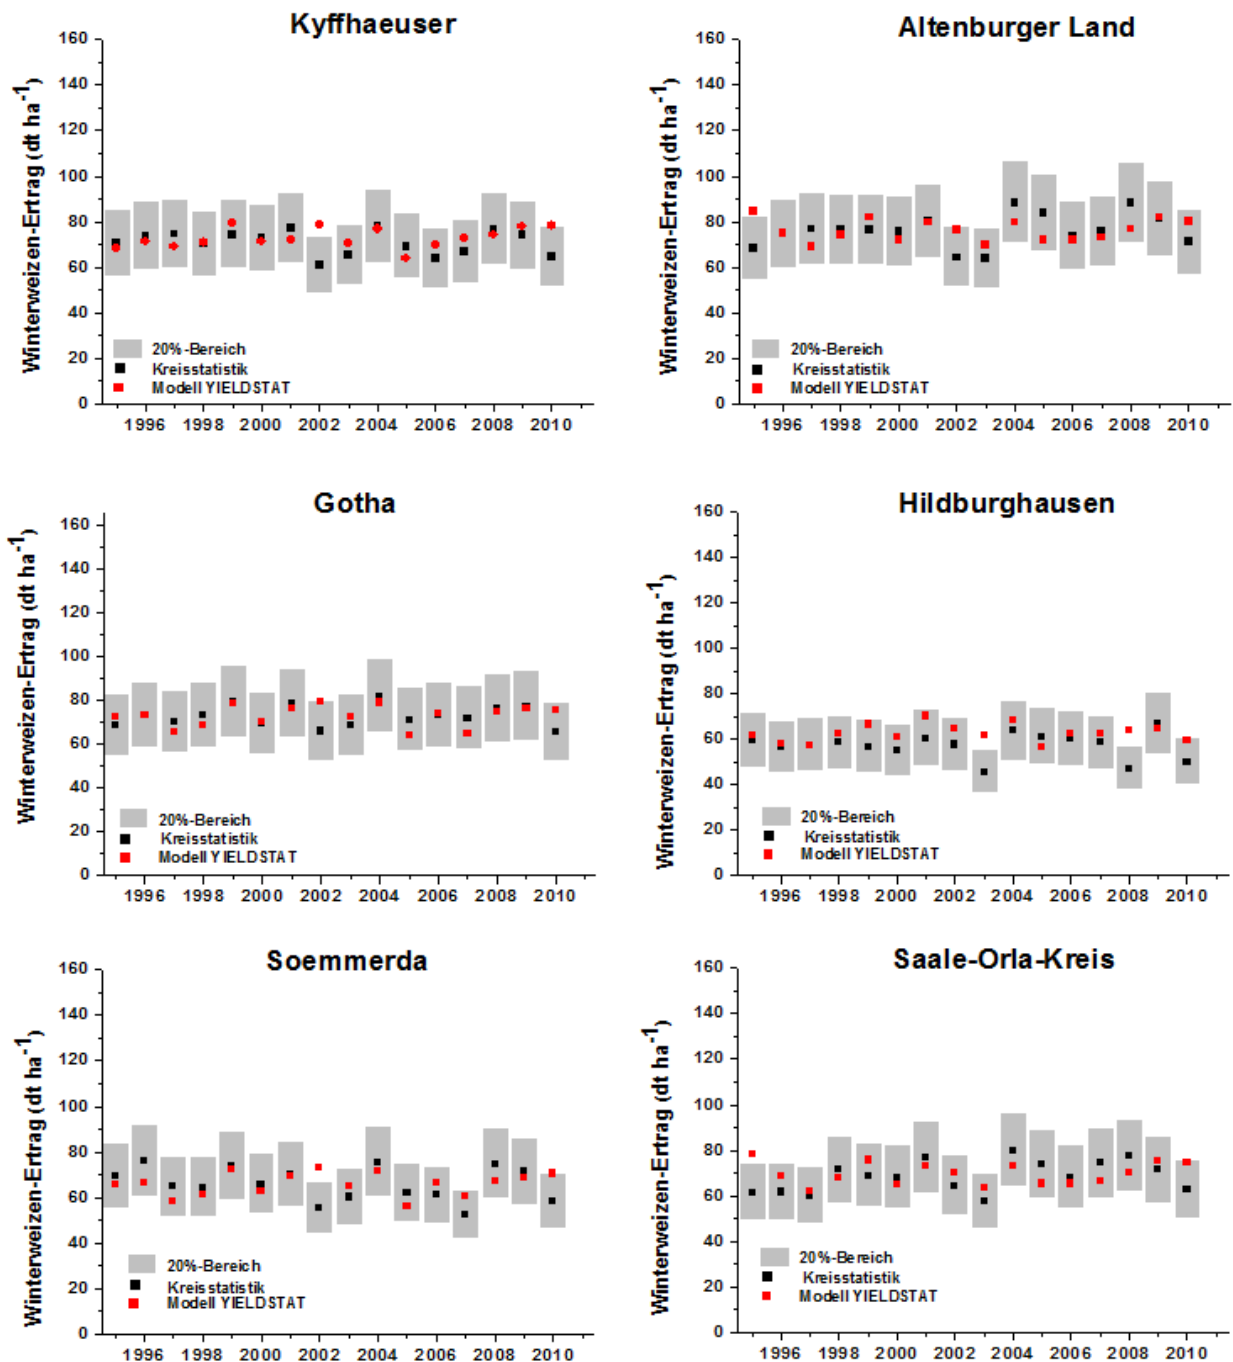 Kyffhaeuser
Winterweizen-Ertrag (dt ha-1)
160
140
120
100
80
60
40
20
0
20%-Bereich
Kreisstatistik
Modell YIELDSTAT
1996 1998 2000 2002 2004 2006 2008 2010
Altenburger Land
Winterweizen-Ertrag (dt ha-1)
160
140
120
100
80
60
40
20
0
20%-Bereich
Kreisstatistik
Modell YIELDSTAT
1996 1998 2000 2002 2004 2006 2008 2010
Gotha
Winterweizen-Ertrag (dt ha-1)
160
140
120
100
80
60
40
20
0
20%-Bereich
Kreisstatistik
Modell YIELDSTAT
1996 1998 2000 2002 2004 2006 2008 2010
Hildburghausen
Winterweizen-Ertrag (dt ha-1)
160
140
120
100
80
60
40
20
0
20%-Bereich
Kreisstatistik
Modell YIELDSTAT
1996 1998 2000 2002 2004 2006 2008 2010
Soemmerda
Winterweizen-Ertrag (dt ha-1)
160
140
120
100
80
60
40
20
0
20%-Bereich
Kreisstatistik
Modell YIELDSTAT
1996 1998 2000 2002 2004 2006 2008 2010
Saale-Orla-Kreis
Winterweizen-Ertrag (dt ha-1)
160
140
120
100
80
60
40
20
0
20%-Bereich
Kreisstatistik
Modell YIELDSTAT
1996 1998 2000 2002 2004 2006 2008 2010